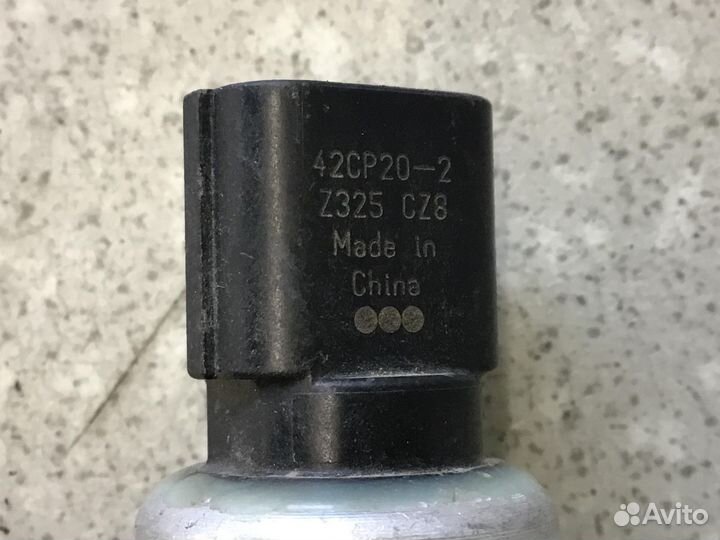 42CP20-2
Z325 CZ8
Made in
China
Avito